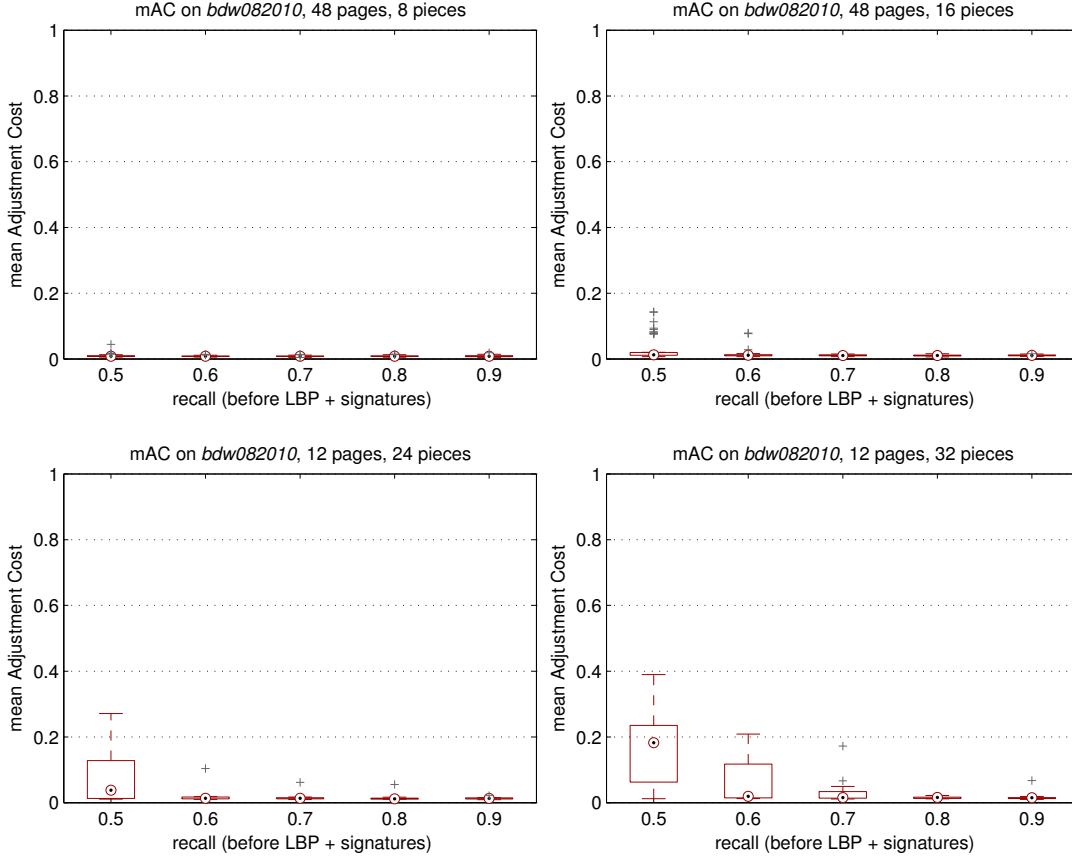 mAC on bdw082010, 48 pages, 8 pieces
1
0.8
0.6
0.4
0.2
0
mean Adjustment Cost
0.5 0.6 0.7 0.8 0.9
recall (before LBP + signatures)
mAC on bdw082010, 48 pages, 16 pieces
1
0.8
0.6
0.4
0.2
0
mean Adjustment Cost
0.5 0.6 0.7 0.8 0.9
recall (before LBP + signatures)
mAC on bdw082010, 12 pages, 24 pieces
1
0.8
0.6
0.4
0.2
0
mean Adjustment Cost
0.5 0.6 0.7 0.8 0.9
recall (before LBP + signatures)
mAC on bdw082010, 12 pages, 32 pieces
1
0.8
0.6
0.4
0.2
0
mean Adjustment Cost
0.5 0.6 0.7 0.8 0.9
recall (before LBP + signatures)